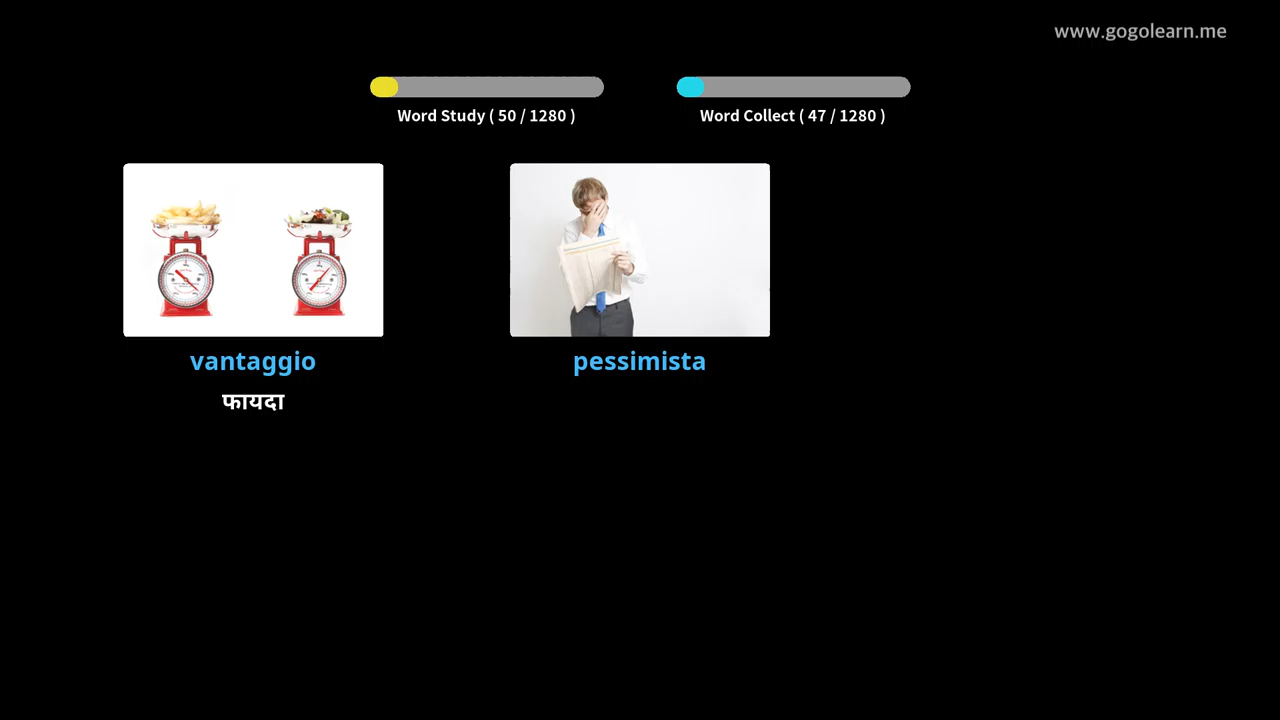 www.gogolearn.me
Word Study ( 50 / 1280 )
Word Collect ( 47 / 1280 )
vantaggio
फायदा
pessimista